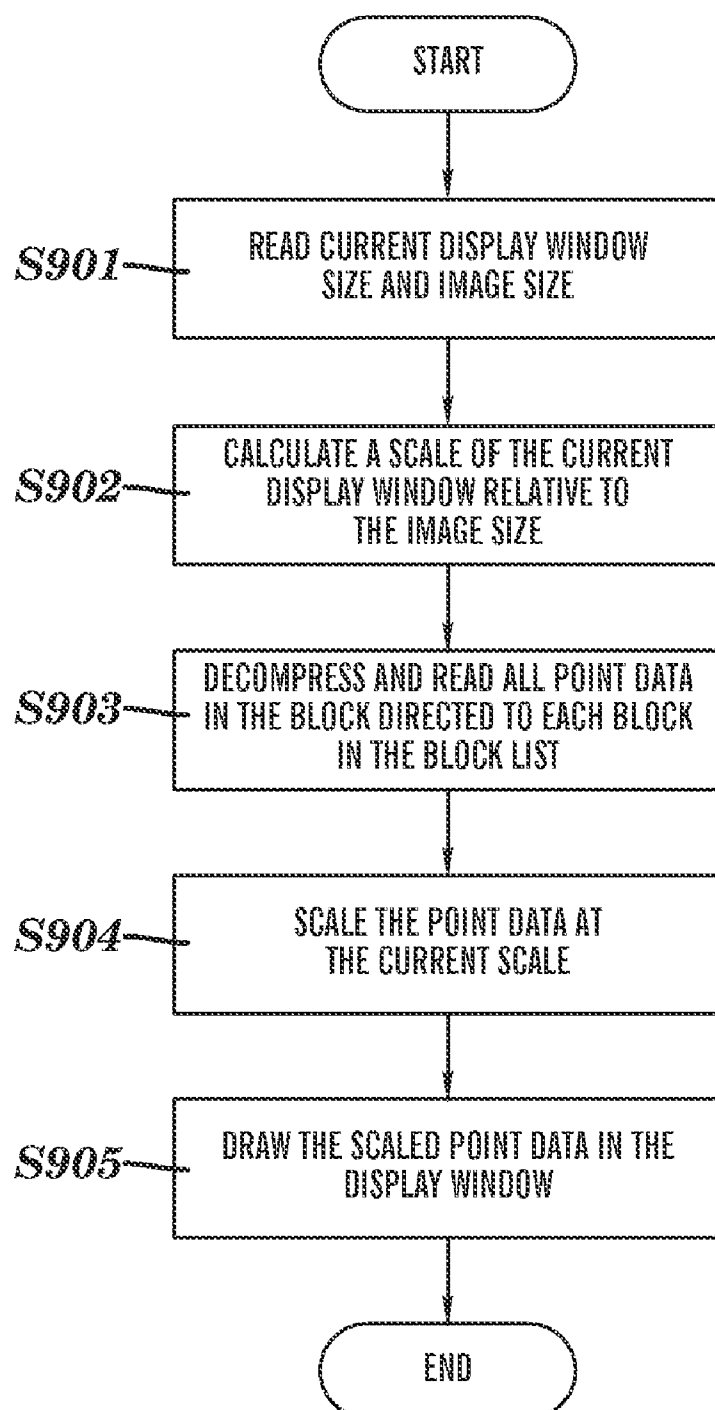 START
S901
READ CURRENT DISPLAY WINDOW
SIZE AND IMAGE SIZE
S902
CALCULATE A SCALE OF THE CURRENT
DISPLAY WINDOW RELATIVE TO
THE IMAGE SIZE
S903
DECOMPRESS AND READ ALL POINT DATA
IN THE BLOCK DIRECTED TO EACH BLOCK
IN THE BLOCK LIST
S904
SCALE THE POINT DATA AT
THE CURRENT SCALE
S905
DRAW THE SCALED POINT DATA IN THE
DISPLAY WINDOW
END